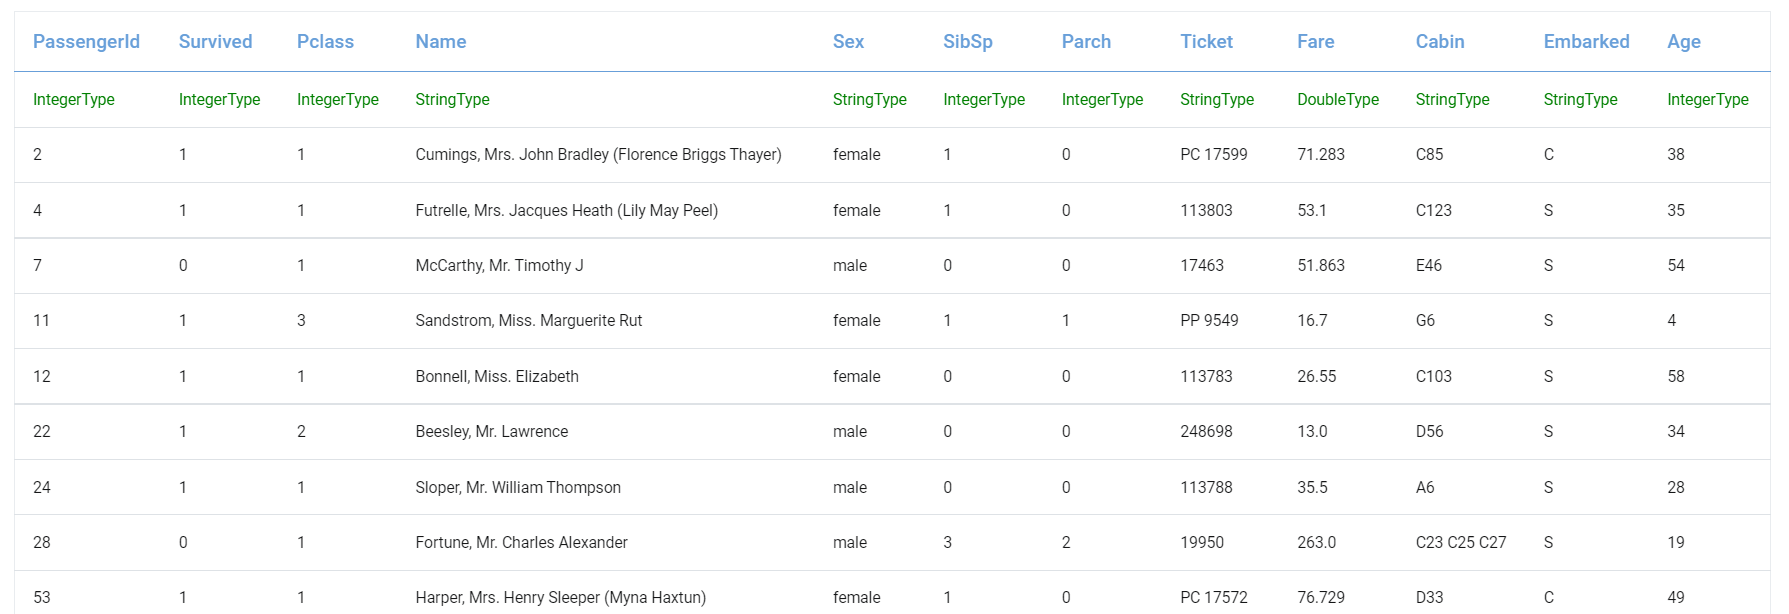 PassengerId Survived Pclass Name Sex SibSp Parch Ticket Fare Cabin Embarked Age
IntegerType IntegerType IntegerType StringType StringType IntegerType IntegerType StringType DoubleType StringType StringType IntegerType
2 1 1 Cumings, Mrs. John Bradley (Florence Briggs Thayer) female 1 0 PC 17599 71.283 C85 C 38
4 1 1 Futrelle, Mrs. Jacques Heath (Lily May Peel) female 1 0 113803 53.1 C123 S 35
7 0 1 McCarthy, Mr. Timothy J male 0 0 17463 51.863 E46 S 54
11 1 3 Sandstrom, Miss. Marguerite Rut female 1 1 PP 9549 16.7 G6 S 4
12 1 1 Bonnell, Miss. Elizabeth female 0 0 113783 26.55 C103 S 58
22 1 2 Beesley, Mr. Lawrence male 0 0 248698 13.0 D56 S 34
24 1 1 Sloper, Mr. William Thompson male 0 0 113788 35.5 A6 S 28
28 0 1 Fortune, Mr. Charles Alexander male 3 2 19950 263.0 C23 C25 C27 S 19
53 1 1 Harper, Mrs. Henry Sleeper (Myna Haxtun) female 1 0 PC 17572 76.729 D33 C 49